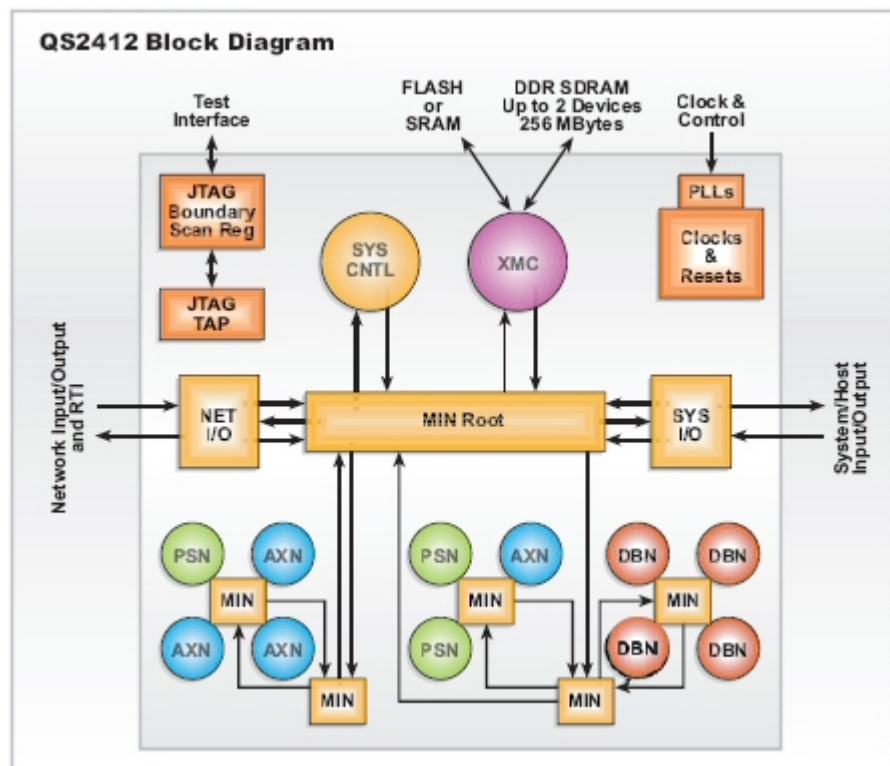 QS2412 Block Diagram
Test
Interface
FLASH
or
SRAM
DDR SDRAM
Up to 2 Devices
256 MBytes
Clock &
Control
JTAG
Boundary
Scan Reg
JTAG
TAP
SYS
CNTL
XMC
PLLs
Clocks
&
Resets
Network Input/Output
and RTI
NET
I/O
MIN Root
SYS
I/O
System/Host
Input/Output
PSN
AXN
MIN
AXN
AXN
MIN
PSN
AXN
MIN
PSN
DBN
DBN
MIN
DBN
DBN
MIN